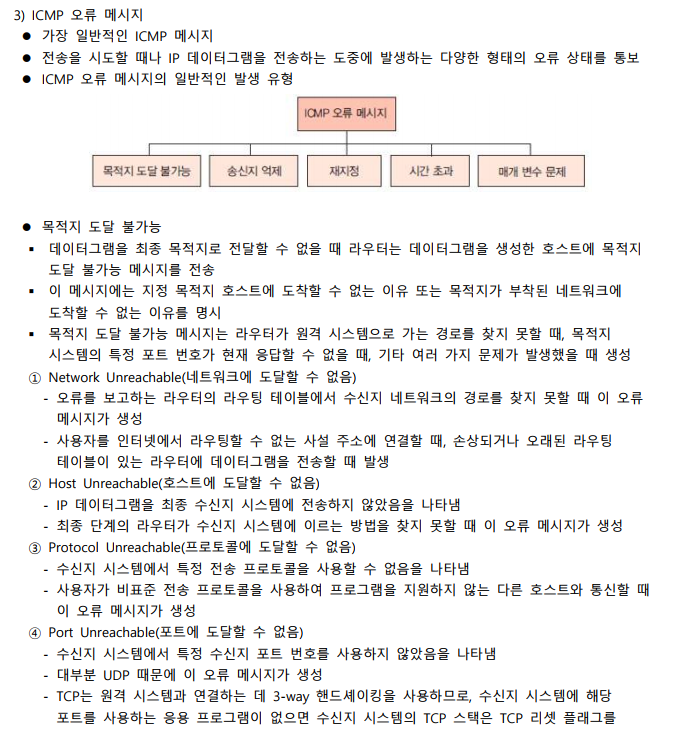 3) ICMP 오류 메시지
● 가장 일반적인 ICMP 메시지
● 전송을 시도할 때나 IP 데이터그램을 전송하는 도중에 발생하는 다양한 형태의 오류 상태를 통보
● ICMP 오류 메시지의 일반적인 발생 유형
ICMP 오류 메시지
목적지 도달 불가능
송신지 억제
재지정
시간 초과
매개 변수 문제
● 목적지 도달 불가능
▪ 데이터그램을 최종 목적지로 전달할 수 없을 때 라우터는 데이터그램을 생성한 호스트에 목적지
도달 불가능 메시지를 전송
▪ 이 메시지에는 지정 목적지 호스트에 도착할 수 없는 이유 또는 목적지가 부착된 네트워크에
도착할 수 없는 이유를 명시
▪ 목적지 도달 불가능 메시지는 라우터가 원격 시스템으로 가는 경로를 찾지 못할 때, 목적지
시스템의 특정 포트 번호가 현재 응답할 수 없을 때, 기타 여러 가지 문제가 발생했을 때 생성
① Network Unreachable(네트워크에 도달할 수 없음)
- 오류를 보고하는 라우터의 라우팅 테이블에서 수신지 네트워크의 경로를 찾지 못할 때 이 오류
메시지가 생성
- 사용자를 인터넷에서 라우팅할 수 없는 사설 주소에 연결할 때, 손상되거나 오래된 라우팅
테이블이 있는 라우터에 데이터그램을 전송할 때 발생
② Host Unreachable(호스트에 도달할 수 없음)
- IP 데이터그램을 최종 수신지 시스템에 전송하지 않았음을 나타냄
- 최종 단계의 라우터가 수신지 시스템에 이르는 방법을 찾지 못할 때 이 오류 메시지가 생성
③ Protocol Unreachable(프로토콜에 도달할 수 없음)
- 수신지 시스템에서 특정 전송 프로토콜을 사용할 수 없음을 나타냄
- 사용자가 비표준 전송 프로토콜을 사용하여 프로그램을 지원하지 않는 다른 호스트와 통신할 때
이 오류 메시지가 생성
④ Port Unreachable(포트에 도달할 수 없음)
- 수신지 시스템에서 특정 수신지 포트 번호를 사용하지 않았음을 나타냄
- 대부분 UDP 때문에 이 오류 메시지가 생성
- TCP는 원격 시스템과 연결하는 데 3-way 핸드셰이킹을 사용하므로, 수신지 시스템에 해당
포트를 사용하는 응용 프로그램이 없으면 수신지 시스템의 TCP 스택은 TCP 리셋 플래그를